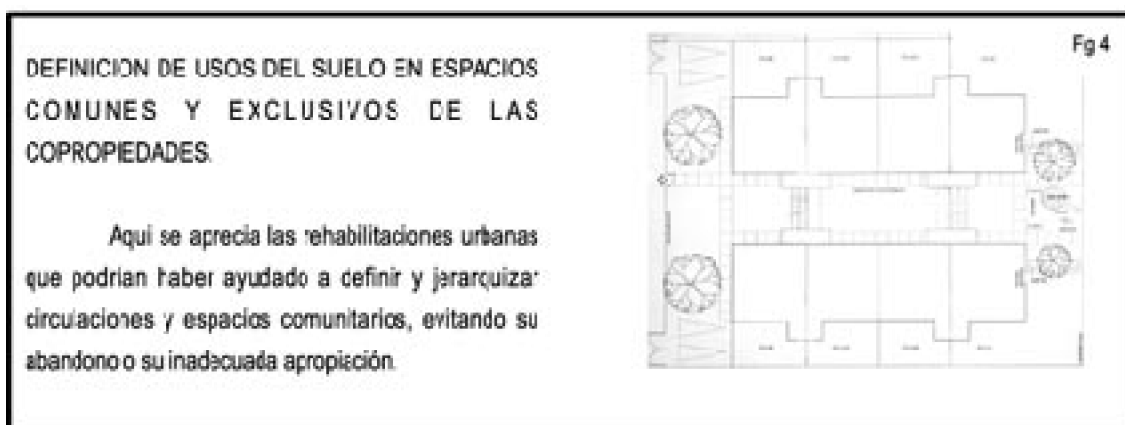 DEFINICION DE USOS DEL SUELO EN ESPACIOS
COMUNES Y EXCLUSIVOS DE LAS
COPROPIEDADES.
Aqui se aprecia las rehabilitaciones urbanas
que podrian haber ayudado a definir y jerarquizar
circulaciones y espacios comunitarios, evitando su
abandono o su inadecuada apropiación.
Fg 4